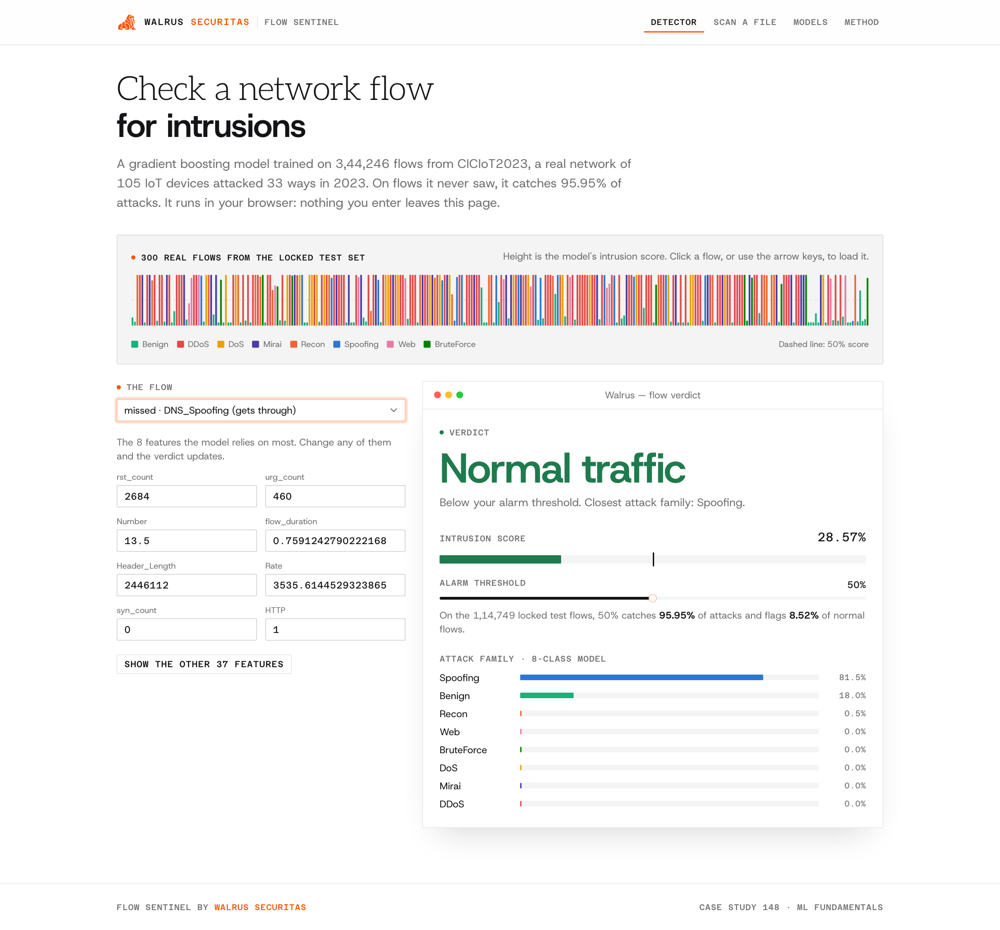 WALRUS SECURITAS FLOW SENTINEL
DETECTOR SCAN A FILE MODELS METHOD
Check a network flow
for intrusions
A gradient boosting model trained on 3,44,246 flows from CICIoT2023, a real network of
105 IoT devices attacked 33 ways in 2023. On flows it never saw, it catches 95.95% of
attacks. It runs in your browser: nothing you enter leaves this page.
300 REAL FLOWS FROM THE LOCKED TEST SET
Height is the model's intrusion score. Click a flow, or use the arrow keys, to load it.
Benign DDoS DoS Mirai Recon Spoofing Web BruteForce
Dashed line: 50% score
THE FLOW
missed · DNS_Spoofing (gets through)
The 8 features the model relies on most. Change any of them
and the verdict updates.
rst_count urg_count
2684 460
Number flow_duration
13.5 0.7591242790222168
Header_Length Rate
2446112 3535.6144529323865
syn_count HTTP
0 1
SHOW THE OTHER 37 FEATURES
Walrus — flow verdict
VERDICT
Normal traffic
Below your alarm threshold. Closest attack family: Spoofing.
INTRUSION SCORE 28.57%
ALARM THRESHOLD 50%
On the 1,14,749 locked test flows, 50% catches 95.95% of attacks and flags 8.52% of normal
flows.
ATTACK FAMILY · 8-CLASS MODEL
Spoofing 81.5%
Benign 18.0%
Recon 0.5%
Web 0.0%
BruteForce 0.0%
DoS 0.0%
Mirai 0.0%
DDoS 0.0%
FLOW SENTINEL BY WALRUS SECURITAS
CASE STUDY 148 · ML FUNDAMENTALS